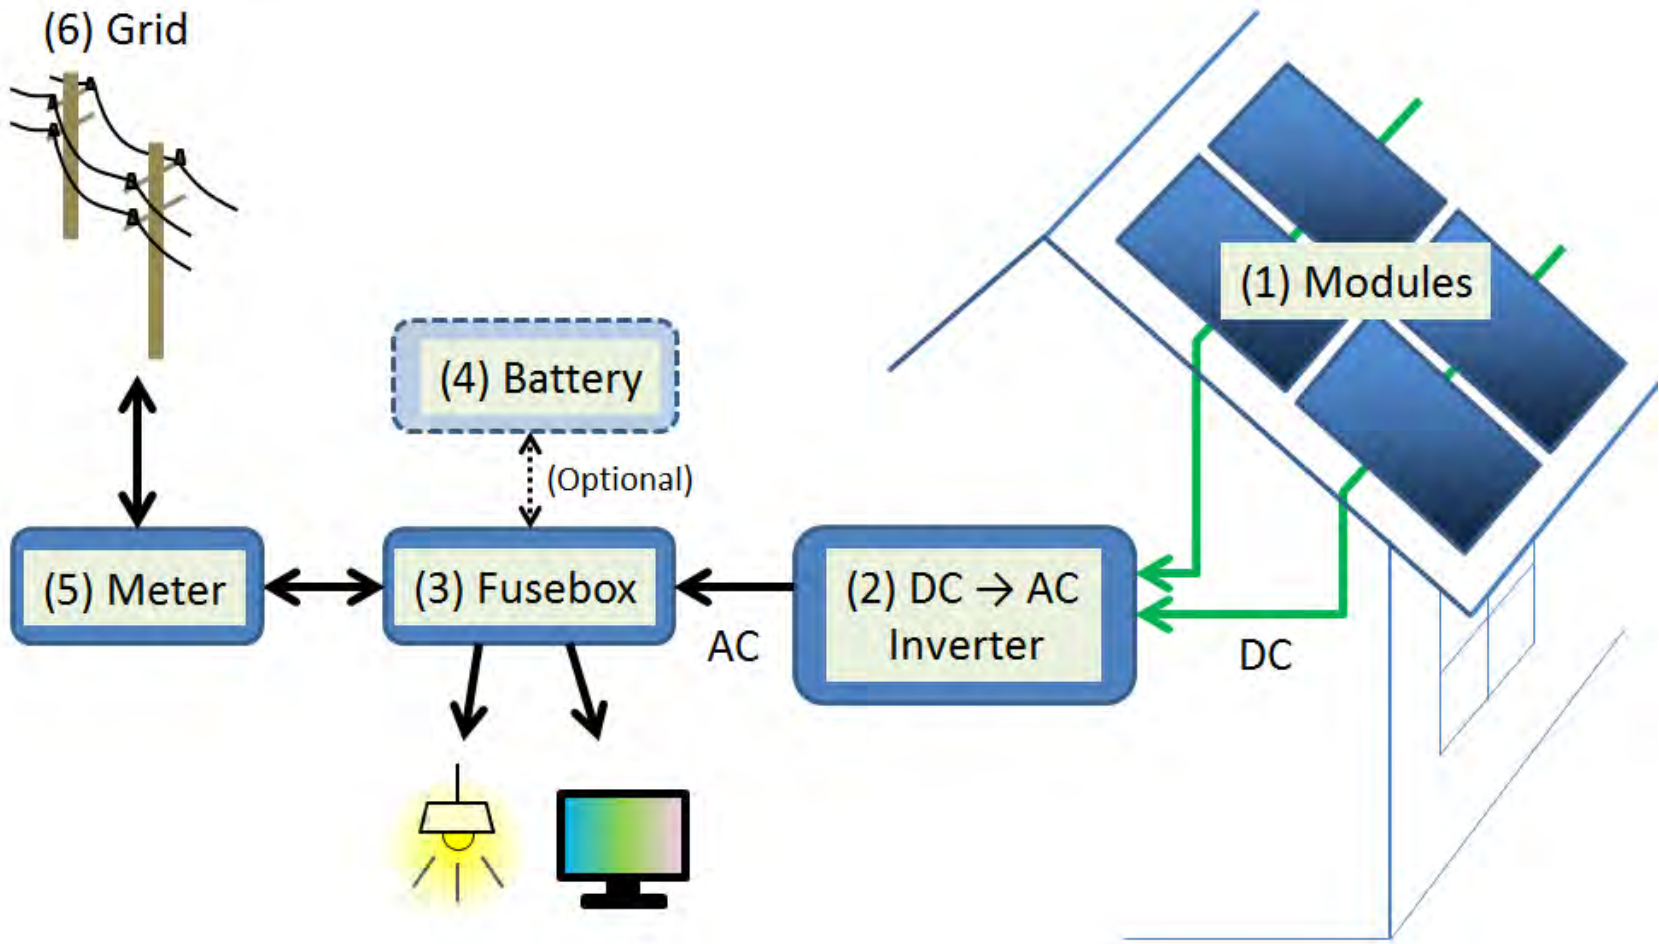 (6) Grid
(1) Modules
(4) Battery
(Optional)
(5) Meter
(3) Fusebox
(2) DC → AC
Inverter
AC
DC